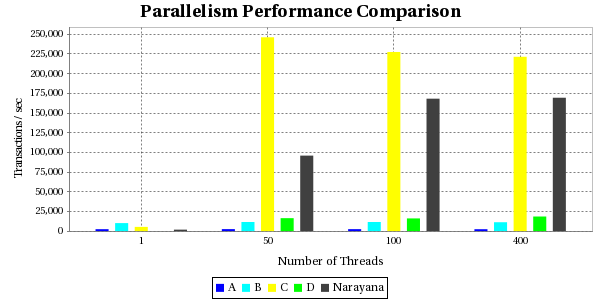 Parallelism Performance Comparison
250,000
225,000
200,000
175,000
150,000
125,000
100,000
75,000
50,000
25,000
0
Transactions / sec
1 50 100 400
Number of Threads
A B C D Narayana